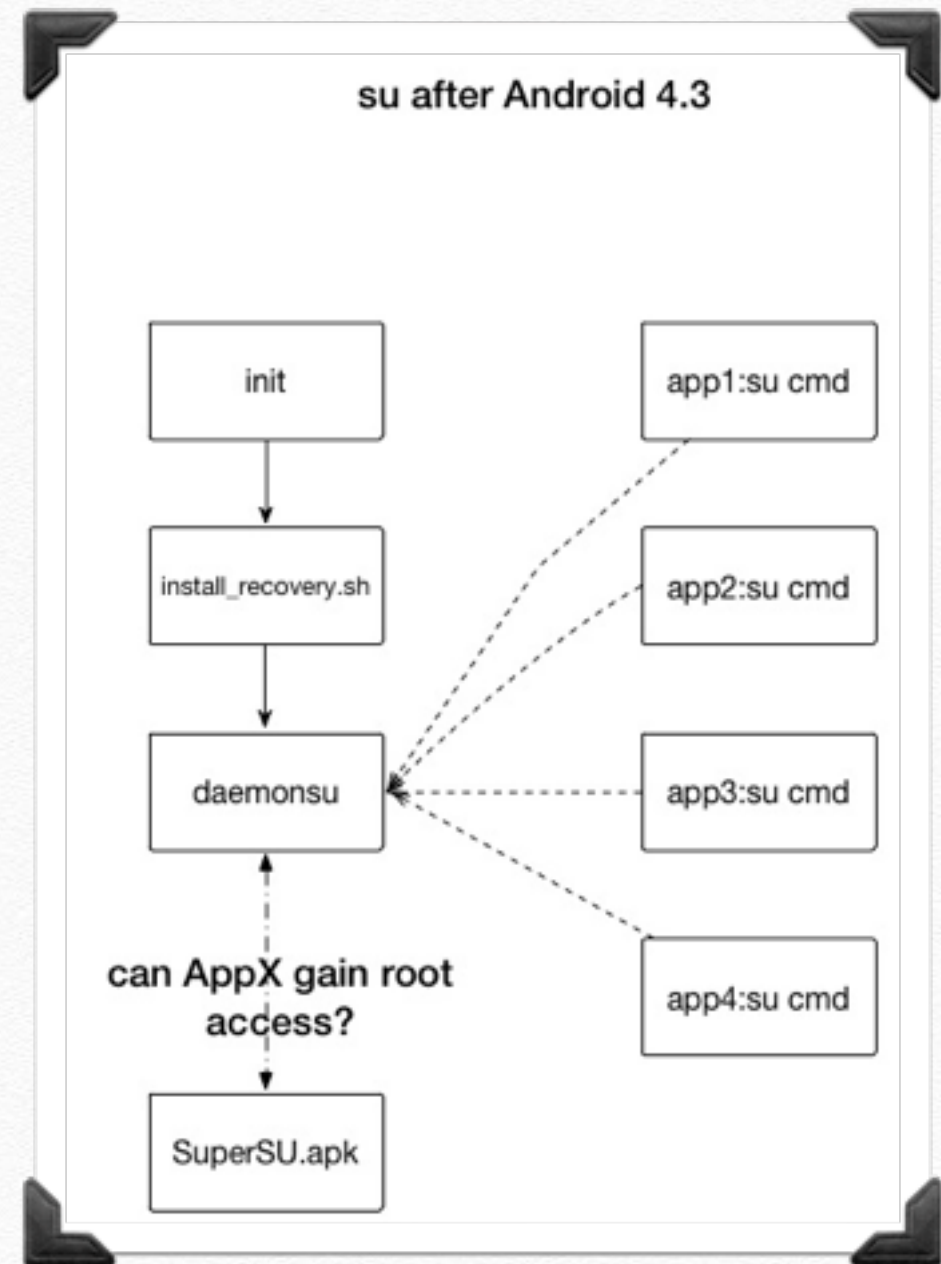 su after Android 4.3
init
install_recovery.sh
daemonsu
can AppX gain root
access?
SuperSU.apk
app1:su cmd
app2:su cmd
app3:su cmd
app4:su cmd